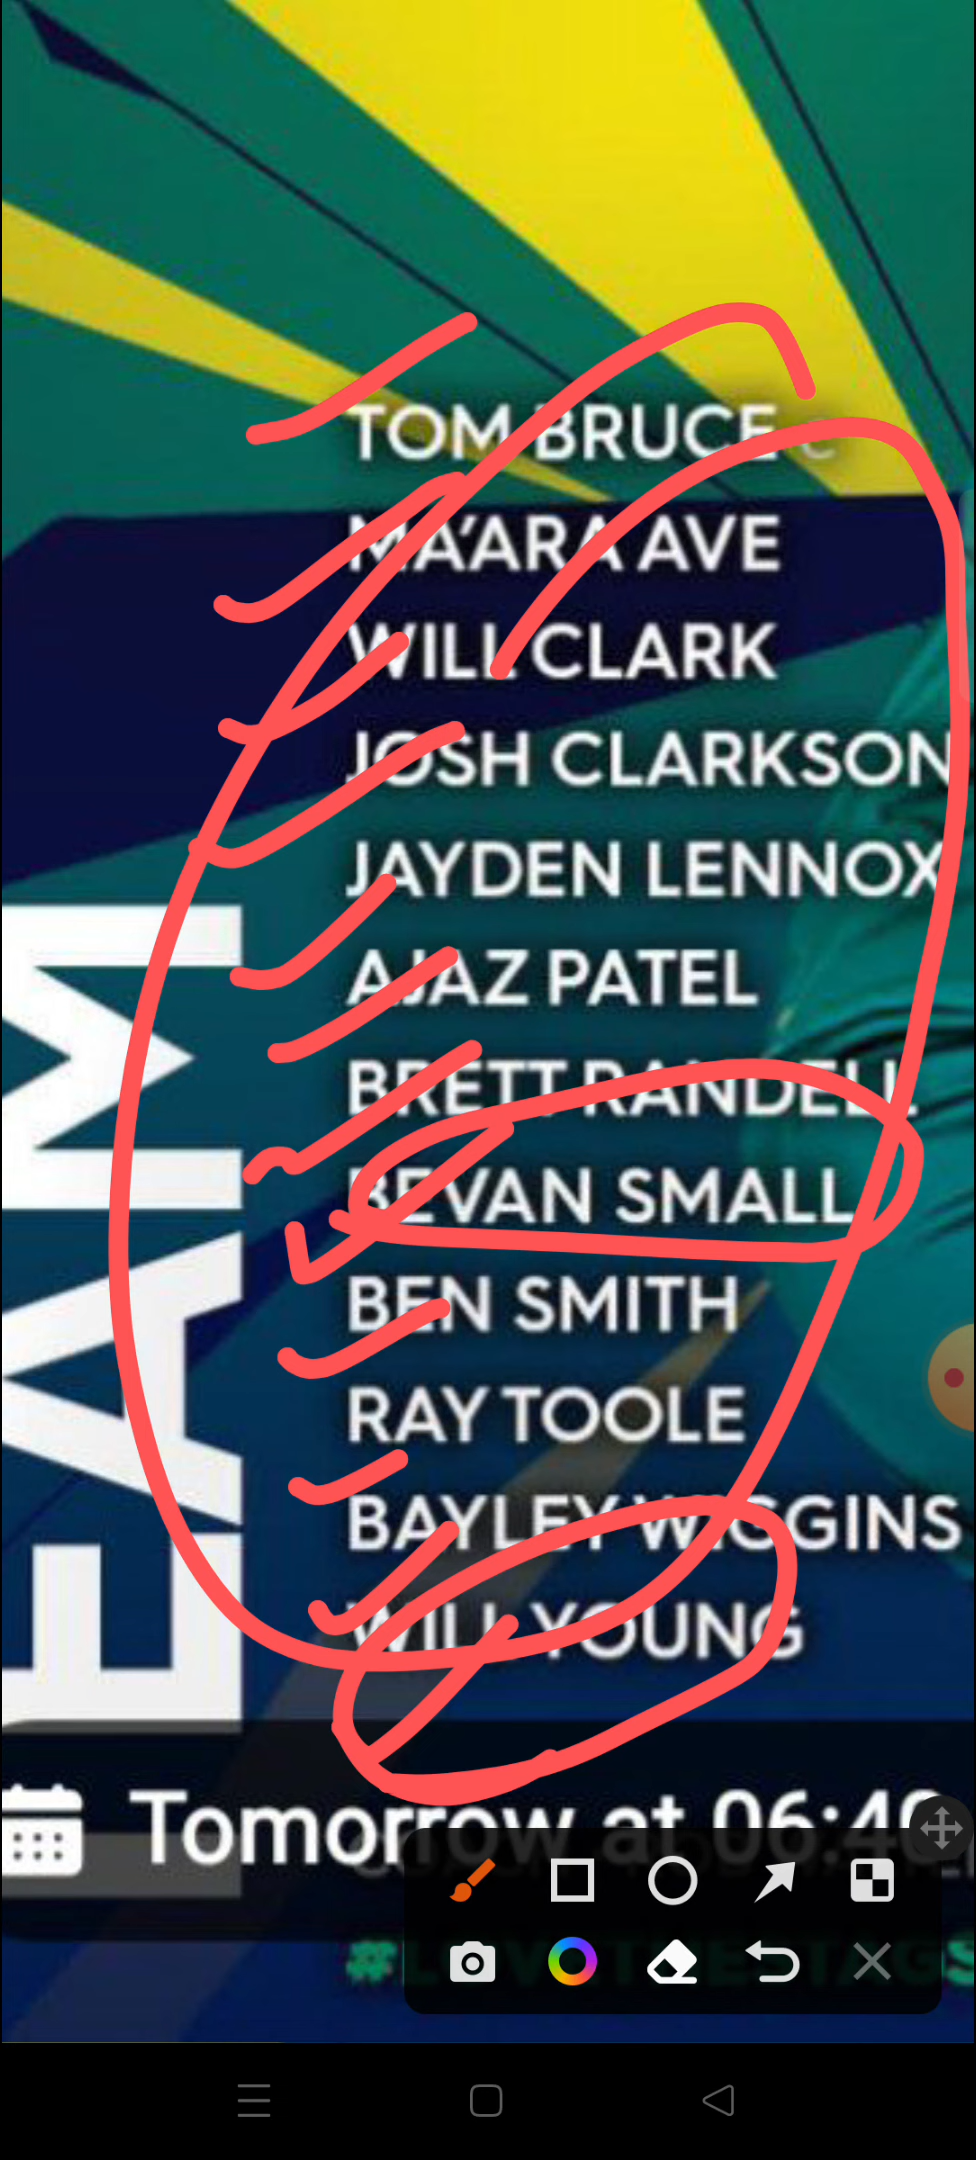 TOM BRUCE C
MA'ARA AVE
WILL CLARK
JOSH CLARKSON
JAYDEN LENNOX
AJAZ PATEL
BRETT RANDELL
BEVAN SMALL
BEN SMITH
RAY TOOLE
BAYLEY WIGGINS
WILL YOUNG
EAM
Tomorrow at 06:40